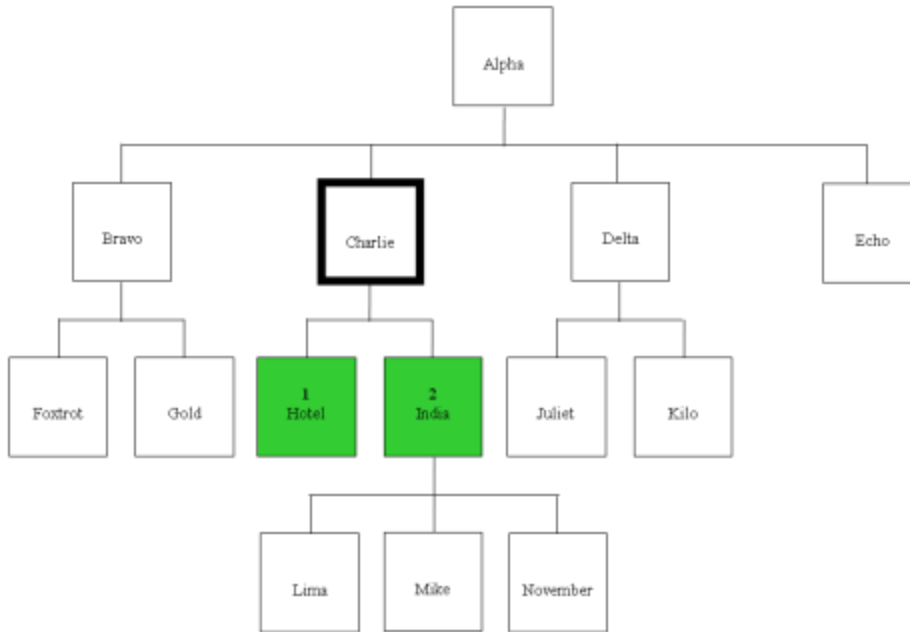 Alpha
Bravo
Charlie
Delta
Echo
Foxtrot
Gold
1
Hotel
2
India
Juliet
Kilo
Lima
Mike
November